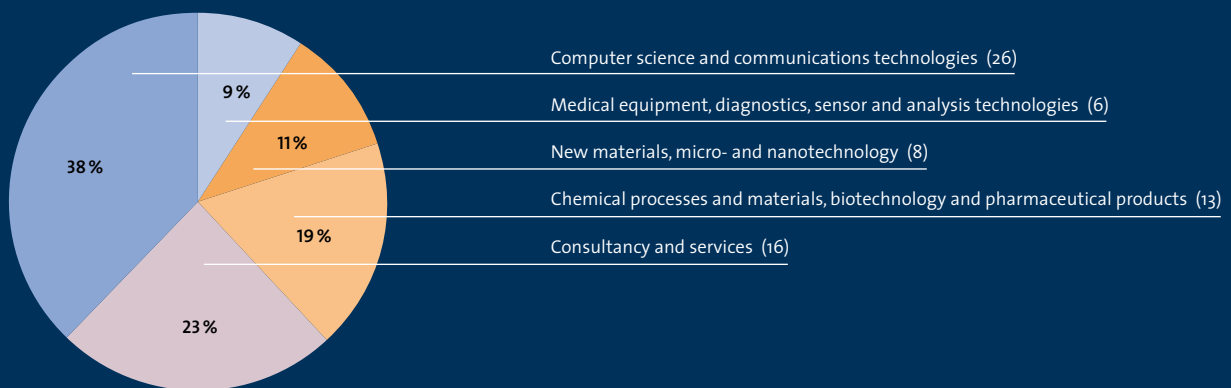 Computer science and communications technologies (26)
9 %
Medical equipment, diagnostics, sensor and analysis technologies (6)
11 %
New materials, micro- and nanotechnology (8)
38 %
Chemical processes and materials, biotechnology and pharmaceutical products (13)
19 %
Consultancy and services (16)
23 %